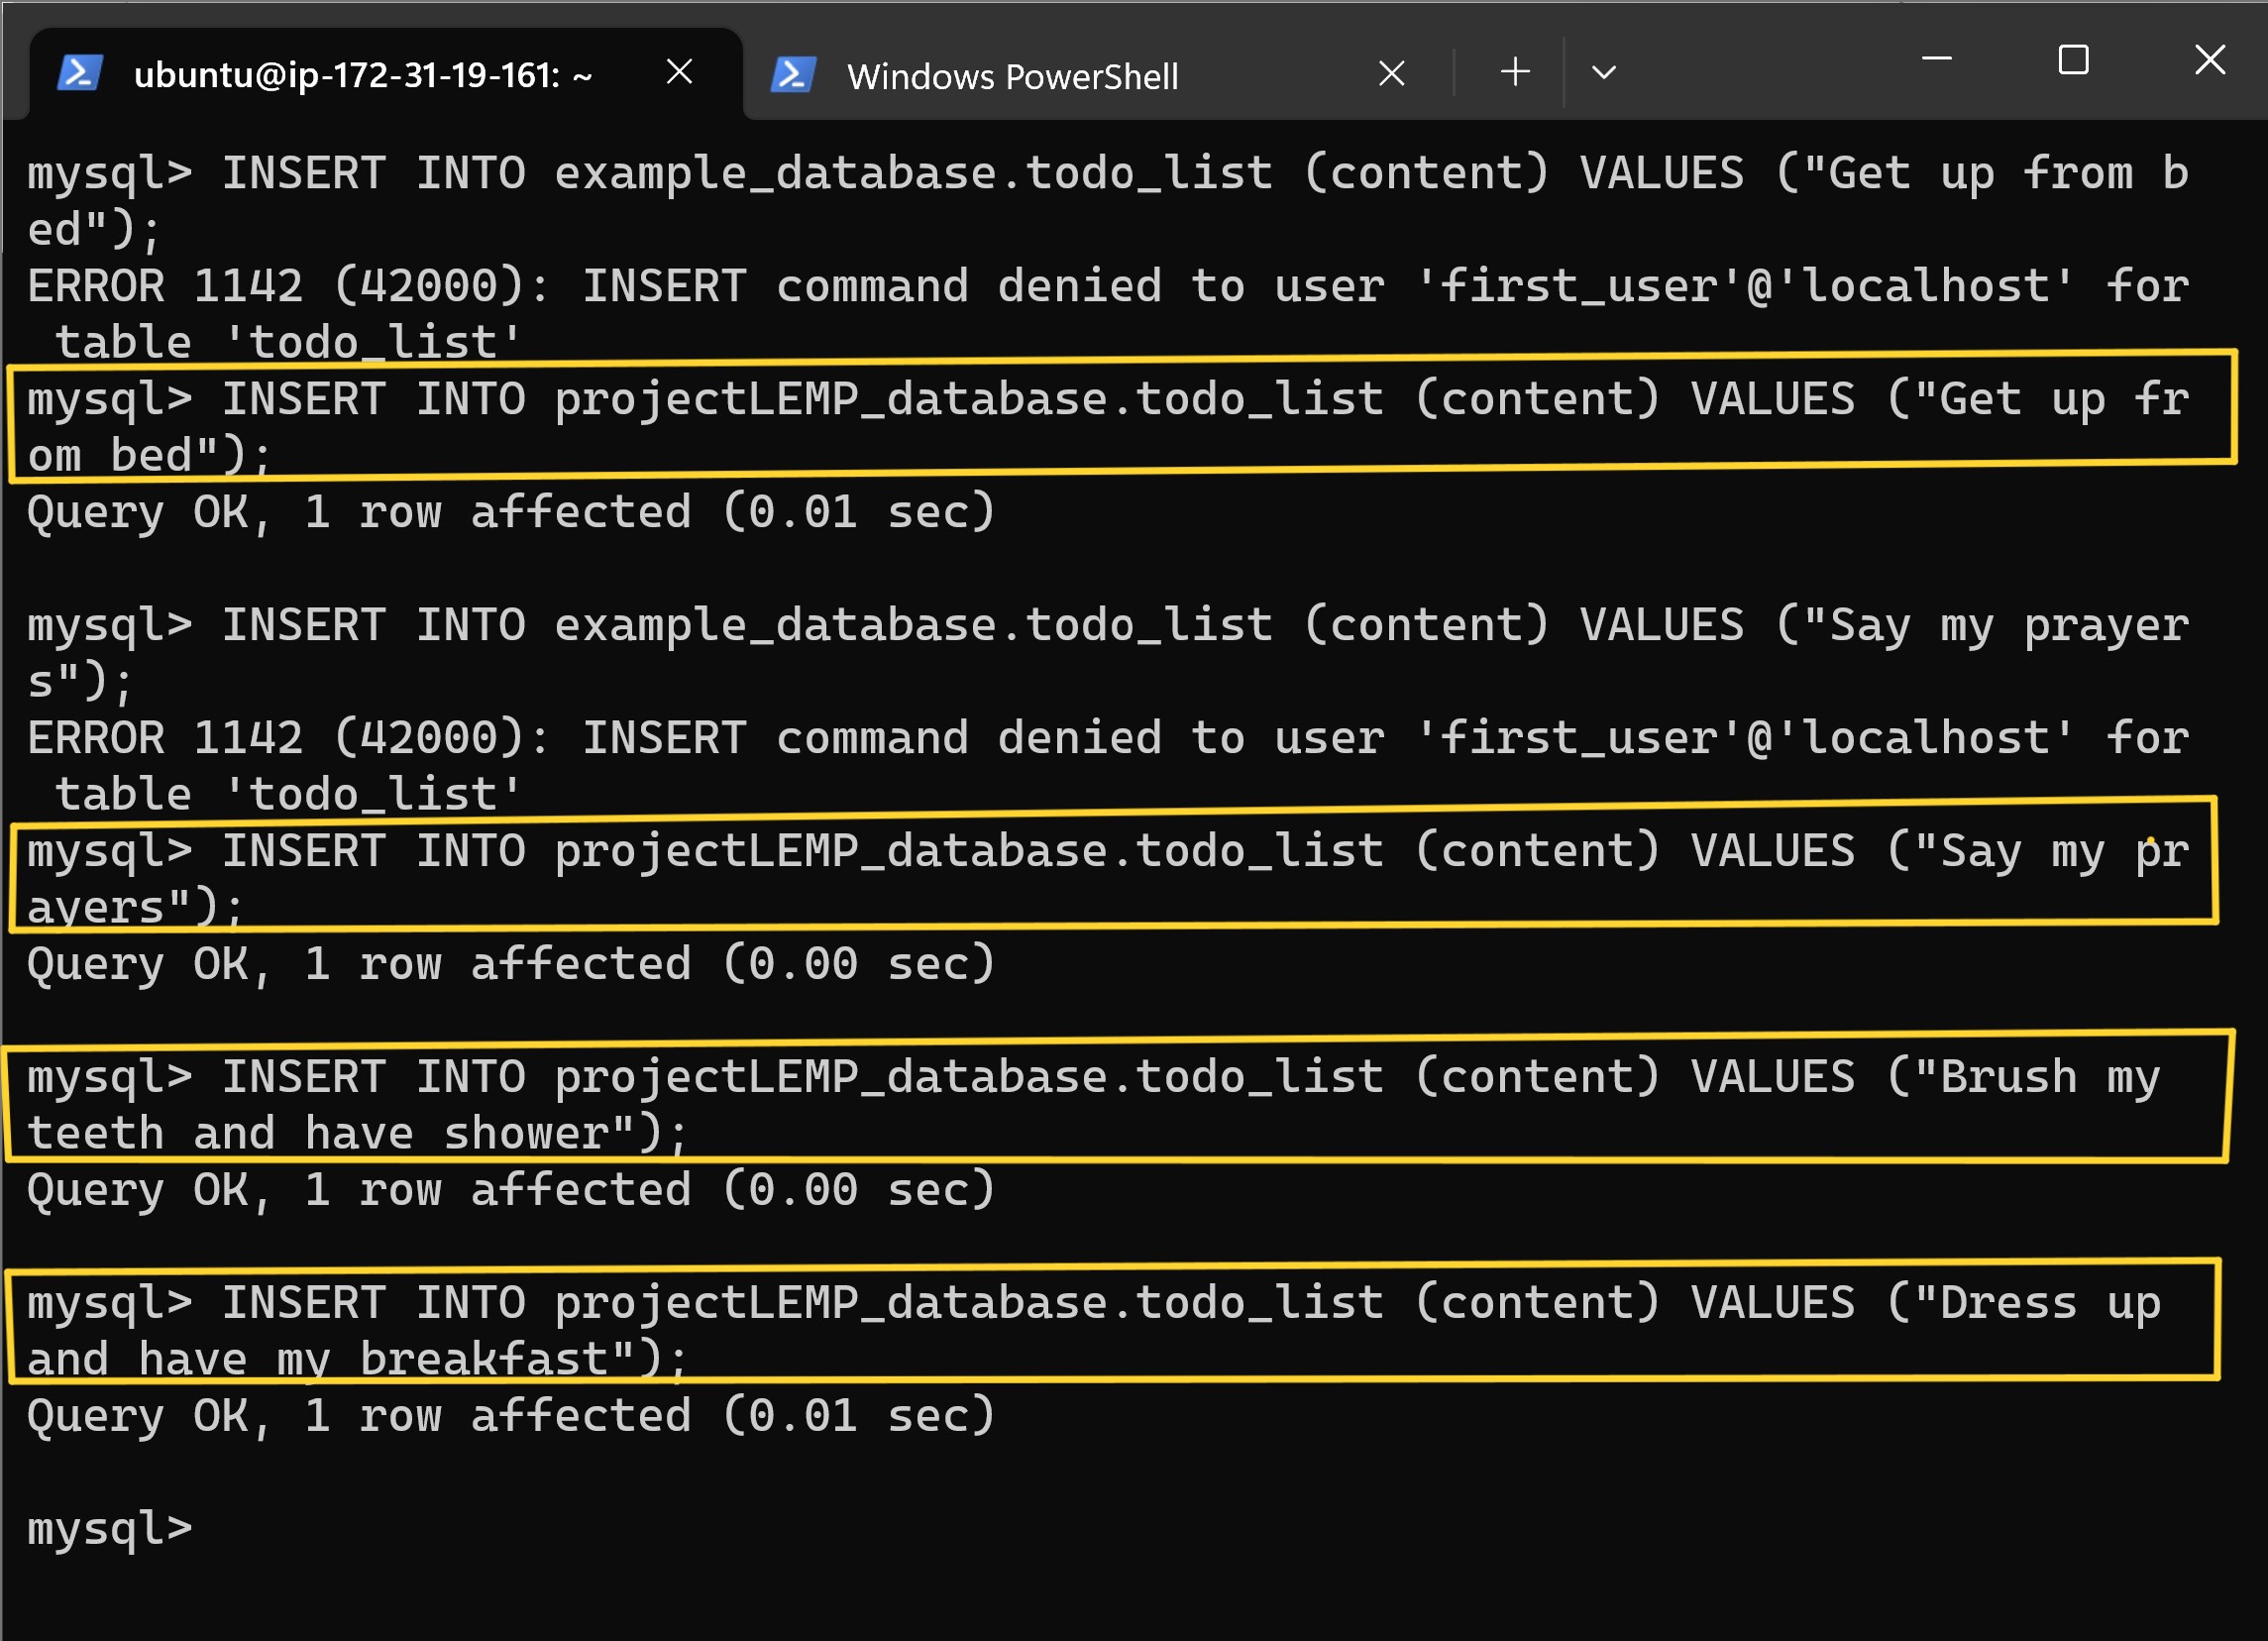 ubuntu@ip-172-31-19-161: ~ Windows PowerShell
mysql> INSERT INTO example_database.todo_list (content) VALUES ("Get up from b
ed");
ERROR 1142 (42000): INSERT command denied to user 'first_user'@'localhost' for
 table 'todo_list'
mysql> INSERT INTO projectLEMP_database.todo_list (content) VALUES ("Get up fr
om bed");
Query OK, 1 row affected (0.01 sec)
mysql> INSERT INTO example_database.todo_list (content) VALUES ("Say my prayer
s");
ERROR 1142 (42000): INSERT command denied to user 'first_user'@'localhost' for
 table 'todo_list'
mysql> INSERT INTO projectLEMP_database.todo_list (content) VALUES ("Say my pr
ayers");
Query OK, 1 row affected (0.00 sec)
mysql> INSERT INTO projectLEMP_database.todo_list (content) VALUES ("Brush my
teeth and have shower");
Query OK, 1 row affected (0.00 sec)
mysql> INSERT INTO projectLEMP_database.todo_list (content) VALUES ("Dress up
and have my breakfast");
Query OK, 1 row affected (0.01 sec)
mysql>